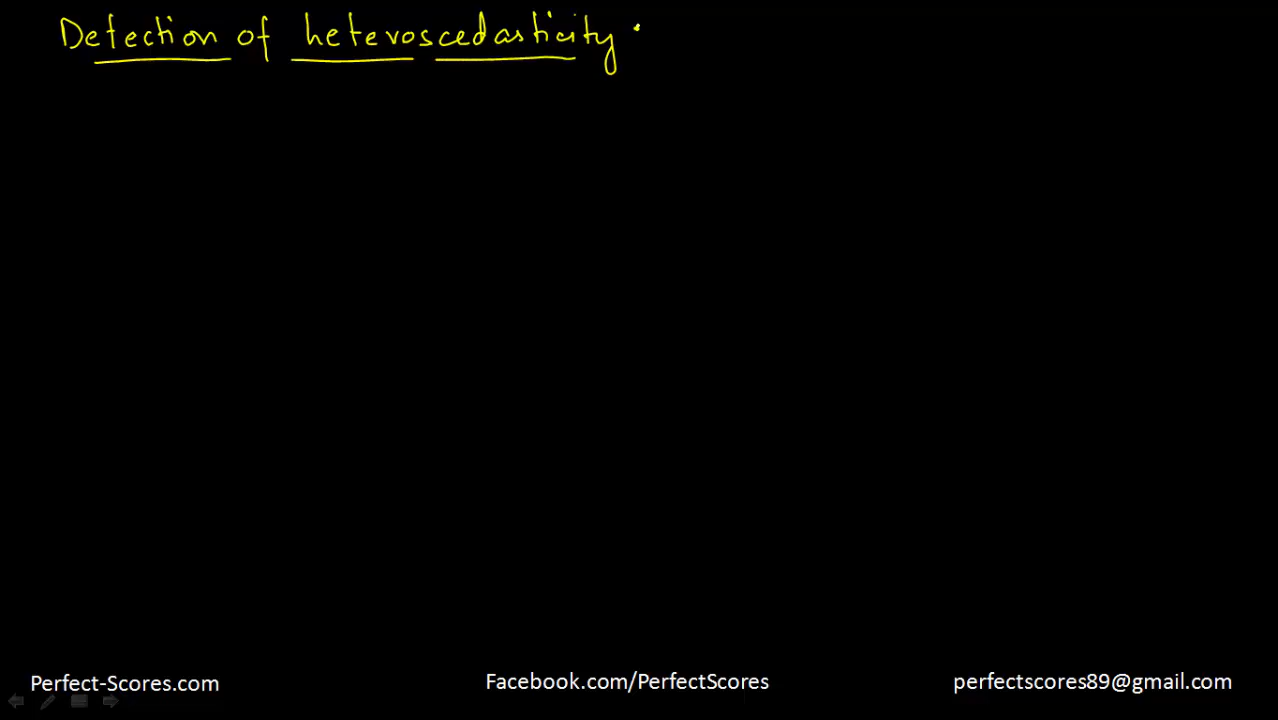 Detection of heteroscedasticity :
Perfect-Scores.com
Facebook.com/PerfectScores
perfectscores89@gmail.com